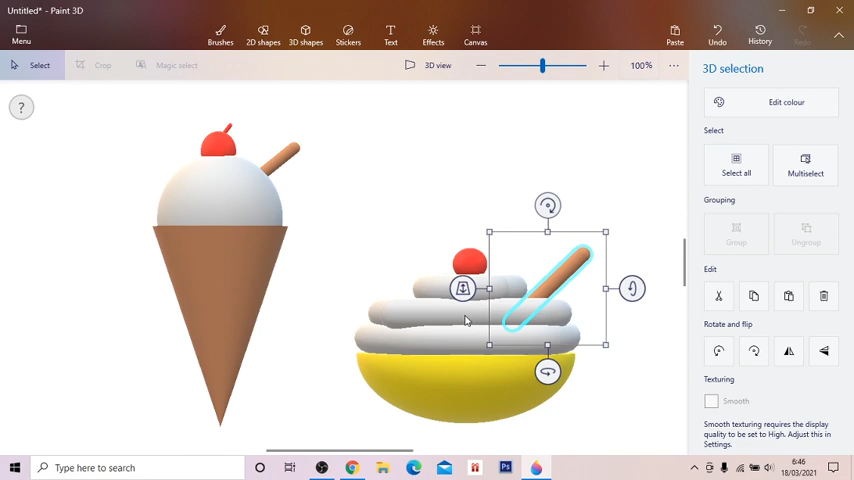 Untitled* - Paint 3D
Menu
Brushes
2D shapes
3D shapes
Stickers
Text
Effects
Canvas
Paste
Undo
History
Redo
Select
Crop
Magic select
3D view
100%
?
3D selection
Edit colour
Select
Select all
Multiselect
Grouping
Group
Ungroup
Edit
Rotate and flip
Texturing
Smooth
Smooth texturing requires the display
quality to be set to High. Adjust this in
Settings.
Type here to search
Ps
6:46
18/03/2021